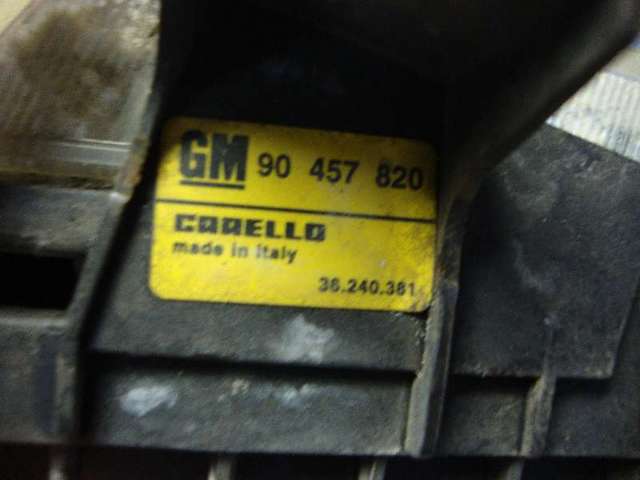 GM 90 457 820
CARELLO
made in Italy
36.240.381